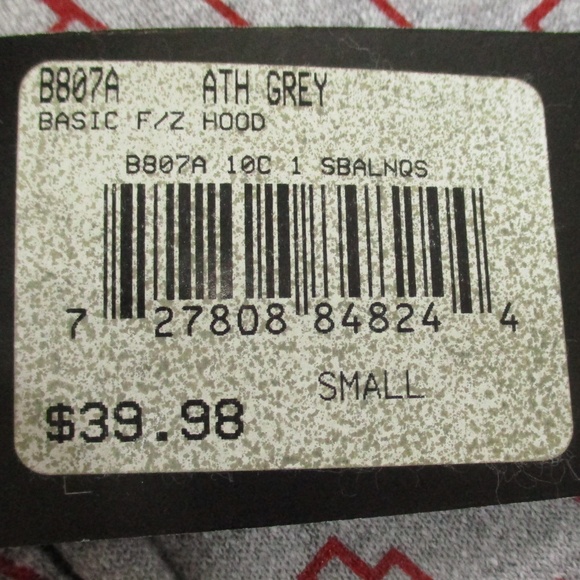 B807A ATH GREY
BASIC F/Z HOOD
B807A 10C 1 SBALNQS
7 27808 84824 4
SMALL
$39.98